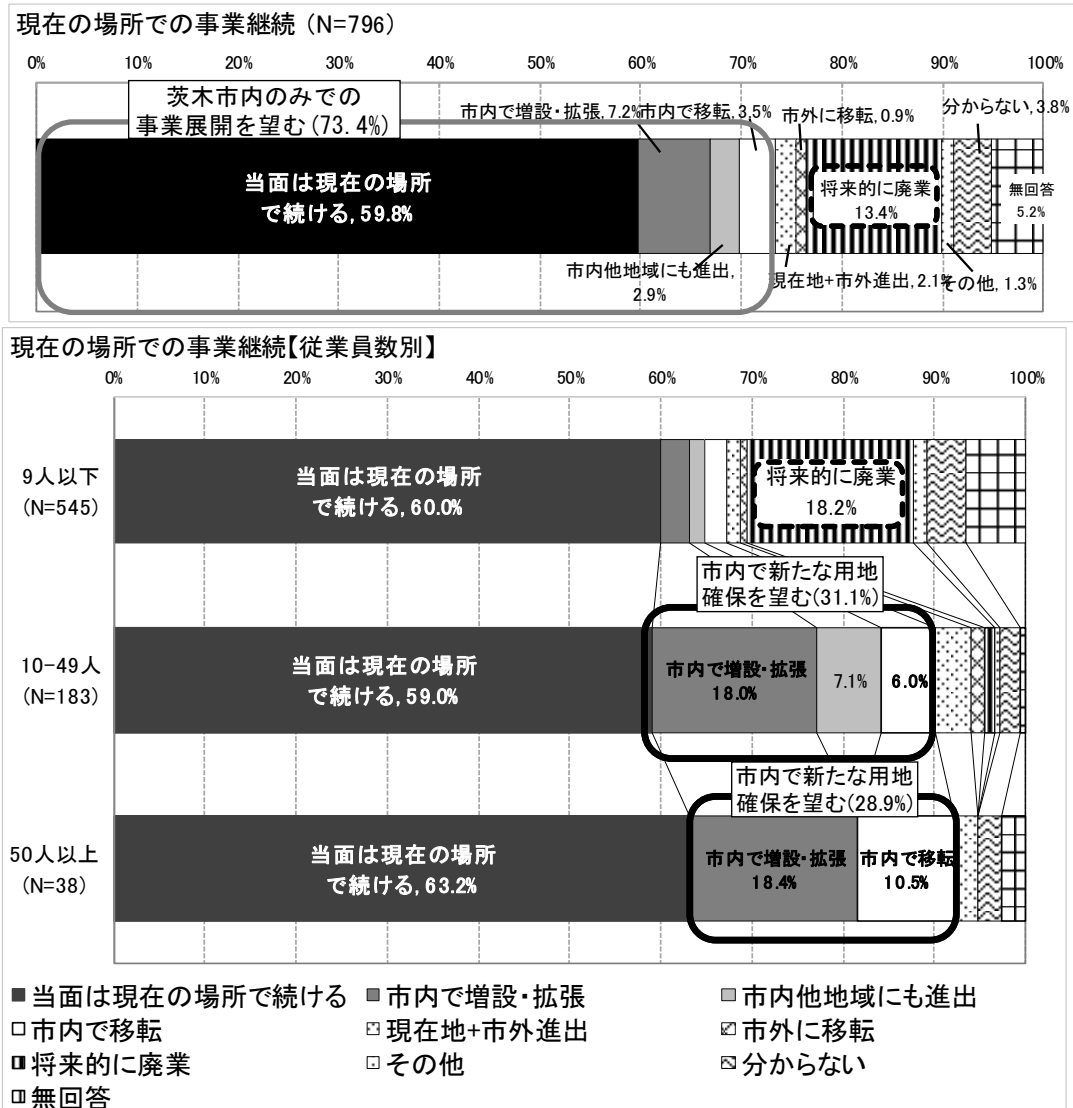 現在の場所での事業継続 (N=796)
0% 10% 20% 30% 40% 50% 60% 70% 80% 90% 100%
茨木市内のみでの
事業展開を望む(73.4%)
市内で増設・拡張, 7.2%
市内で移転, 3.5%
市外に移転, 0.9%
分からない, 3.8%
当面は現在の場所
で続ける, 59.8%
将来的に廃業
13.4%
無回答
5.2%
市内他地域にも進出,
2.9%
現在地+市外進出, 2.1%
その他, 1.3%
現在の場所での事業継続【従業員数別】
0% 10% 20% 30% 40% 50% 60% 70% 80% 90% 100%
9人以下
(N=545)
当面は現在の場所
で続ける, 60.0%
将来的に廃業
18.2%
市内で新たな用地
確保を望む(31.1%)
10-49人
(N=183)
当面は現在の場所
で続ける, 59.0%
市内で増設・拡張
18.0%
7.1%
6.0%
市内で新たな用地
確保を望む(28.9%)
50人以上
(N=38)
当面は現在の場所
で続ける, 63.2%
市内で増設・拡張
18.4%
市内で移転
10.5%
当面は現在の場所で続ける 市内で増設・拡張 市内他地域にも進出
市内で移転 現在地+市外進出 市外に移転
将来的に廃業 その他 分からない
無回答